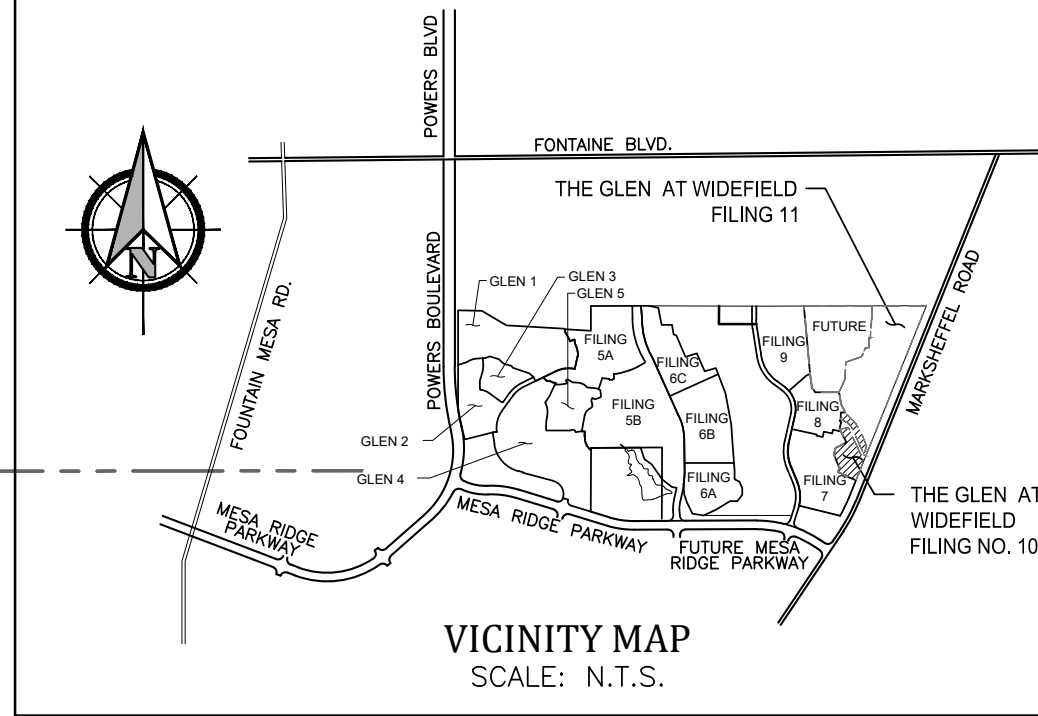 POWERS BLVD
FONTAINE BLVD.
THE GLEN AT WIDEFIELD
FILING 11
N
FOUNTAIN MESA RD.
POWERS BOULEVARD
MARKSHEFFEL ROAD
GLEN 1
GLEN 3
GLEN 5
FILING
5A
FILING
9
FUTURE
FILING
6C
FILING
5B
FILING
6B
FILING
8
GLEN 2
GLEN 4
FILING
6A
FILING
7
THE GLEN AT
WIDEFIELD
FILING NO. 10
MESA RIDGE
PARKWAY
MESA RIDGE PARKWAY
FUTURE MESA
RIDGE PARKWAY
VICINITY MAP
SCALE: N.T.S.